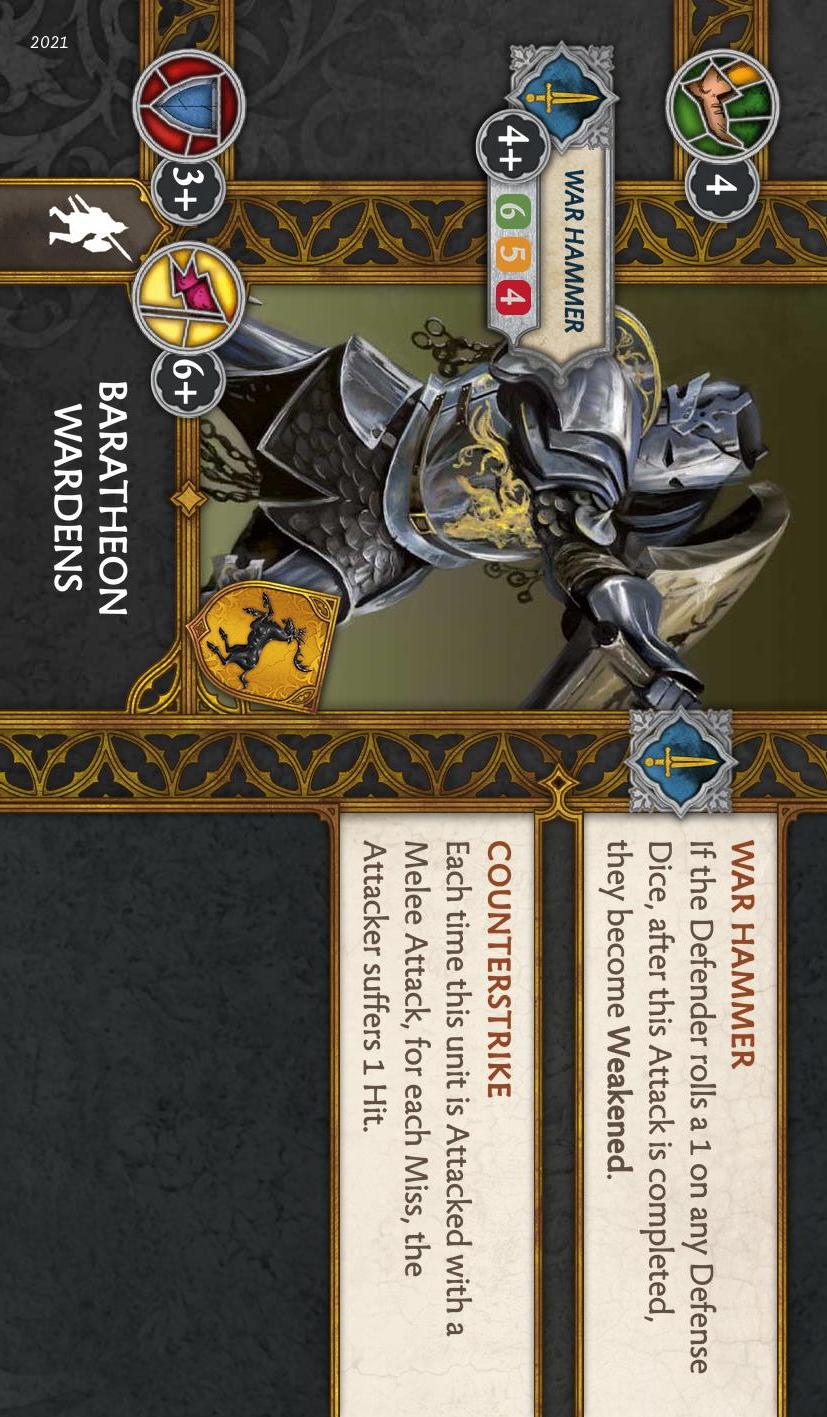 4
WAR HAMMER
4+
6 5 4
3+
6+
BARATHEON
WARDENS
WAR HAMMER
If the Defender rolls a 1 on any Defense
Dice, after this Attack is completed,
they become Weakened.
COUNTERSTRIKE
Each time this unit is Attacked with a
Melee Attack, for each Miss, the
Attacker suffers 1 Hit.
2021